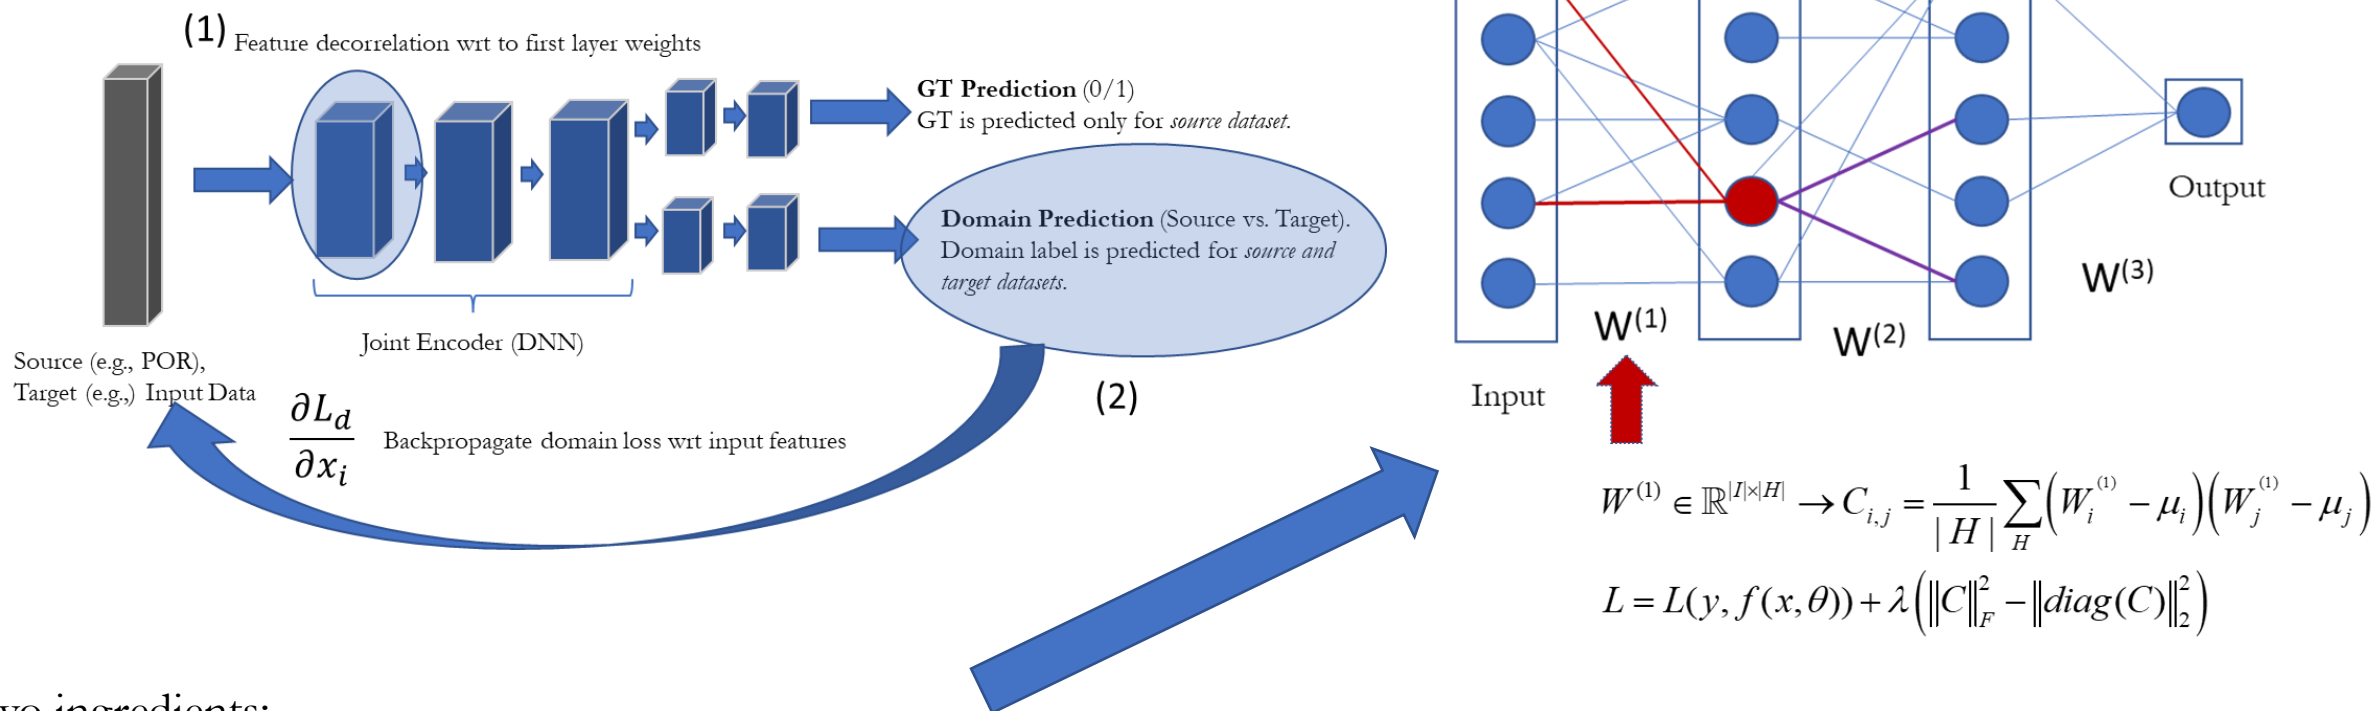 (1) Feature decorrelation wrt to first layer weights
GT Prediction (0/1)
GT is predicted only for source dataset.
Domain Prediction (Source vs. Target).
Domain label is predicted for source and
target datasets.
Joint Encoder (DNN)
Source (e.g., POR),
Target (e.g.,) Input Data
(2)
∂L_d
∂x_i
Backpropagate domain loss wrt input features
Output
W^(1)
W^(2)
W^(3)
Input
W^(1) ∈ ℝ^{|I|×|H|} → C_{i,j} = \frac{1}{|H|} ∑_H (W_i^(1) − μ_i)(W_j^(1) − μ_j)
L = L(y, f(x,θ)) + λ(‖C‖_F^2 − ‖diag(C)‖_2^2)
ingredients: